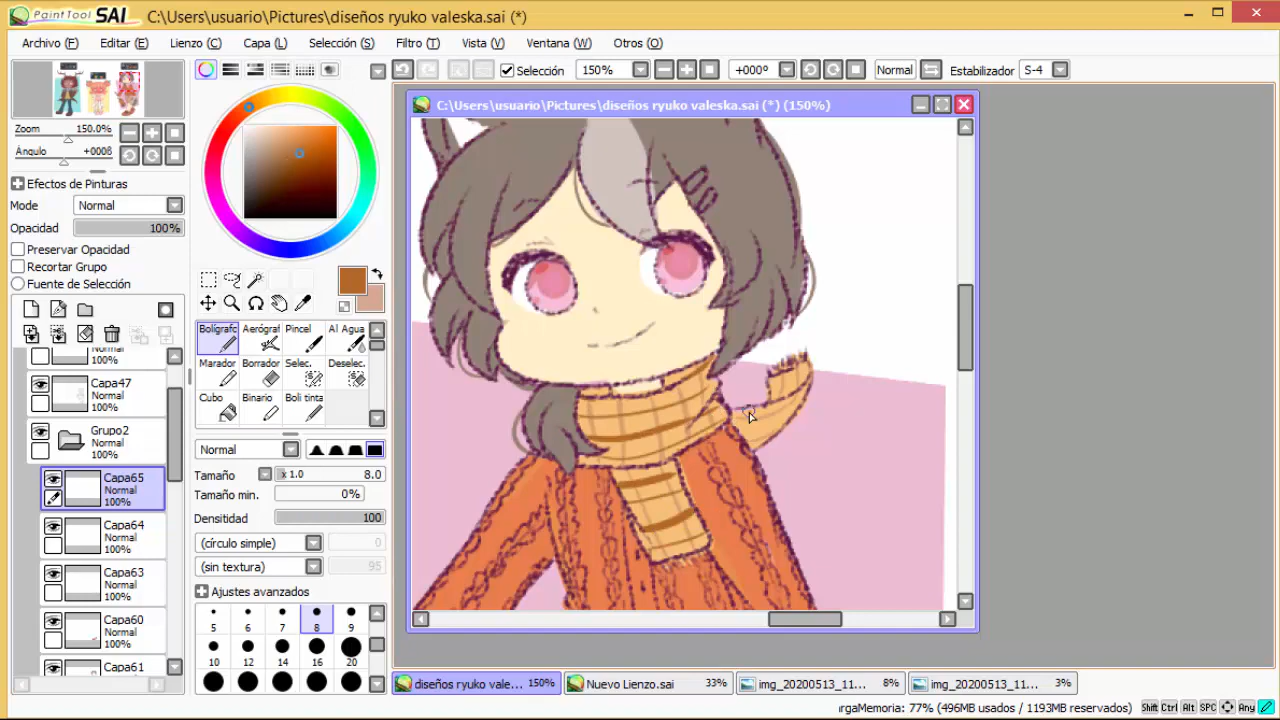 PaintTool SAI C:\Users\usuario\Pictures\diseños ryuko valeska.sai (*)
Archivo (F) Editar (E) Lienzo (C) Capa (L) Selección (S) Filtro (T) Vista (V) Ventana (W) Otros (O)
Selección 150% +000º Normal Estabilizador S-4
C:\Users\usuario\Pictures\diseños ryuko valeska.sai (*) (150%)
Zoom 150.0%
Ángulo +000ß
Efectos de Pinturas
Modo Normal
Opacidad 100%
Preservar Opacidad
Recortar Grupo
Fuente de Selección
Normal
100%
Capa47
Normal
100%
Grupo2
Normal
100%
Capa65
Normal
100%
Capa64
Normal
100%
Capa63
Normal
100%
Capa60
Normal
100%
Capa61
Bolígrafo Aerógraf Pincel Al Agua
Marador Borrador Selec. Deselec.
Cubo Binario Boli tinta
Normal
Tamaño x 1.0 8.0
Tamaño min. 0%
Densitidad 100
(círculo simple) 0
(sin textura) 95
Ajustes avanzados
5 6 7 8 9
10 12 14 16 20
diseños ryuko vale... 150% Nuevo Lienzo.sai 33% img_20200513_11... 8% img_20200513_11... 3%
ırgaMemoria: 77% (496MB usados / 1193MB reservados) Shift Ctrl Alt SPC Any